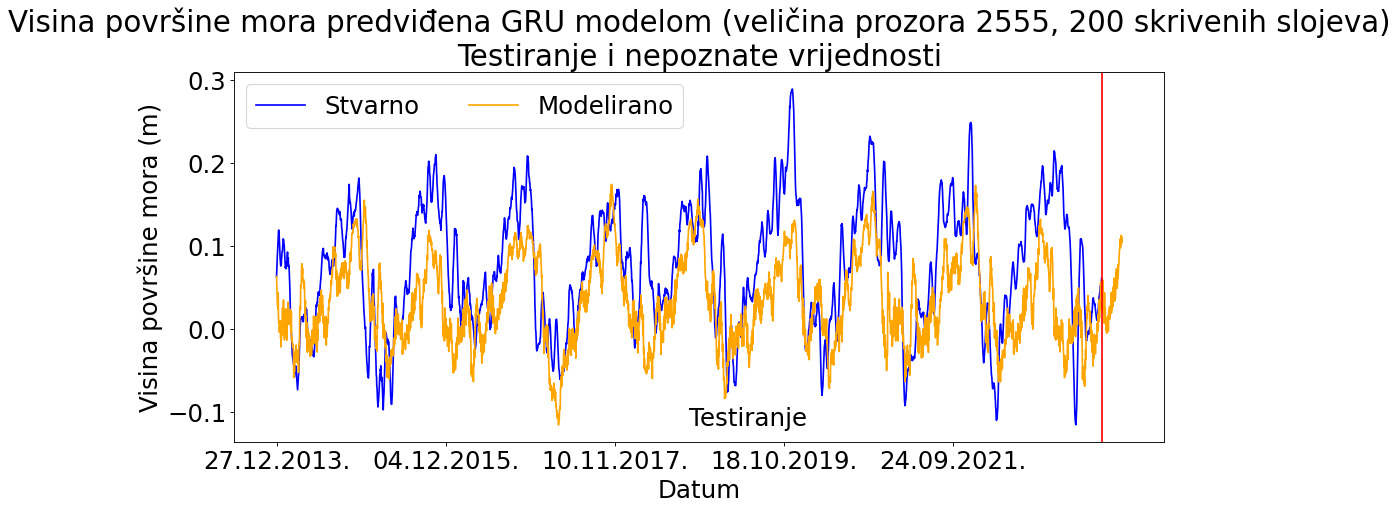 Visina površine mora predviđena GRU modelom (veličina prozora 2555, 200 skrivenih slojeva)
Testiranje i nepoznate vrijednosti
Stvarno
Modelirano
Visina površine mora (m)
0.3
0.2
0.1
0.0
−0.1
Testiranje
27.12.2013.
04.12.2015.
10.11.2017.
18.10.2019.
24.09.2021.
Datum